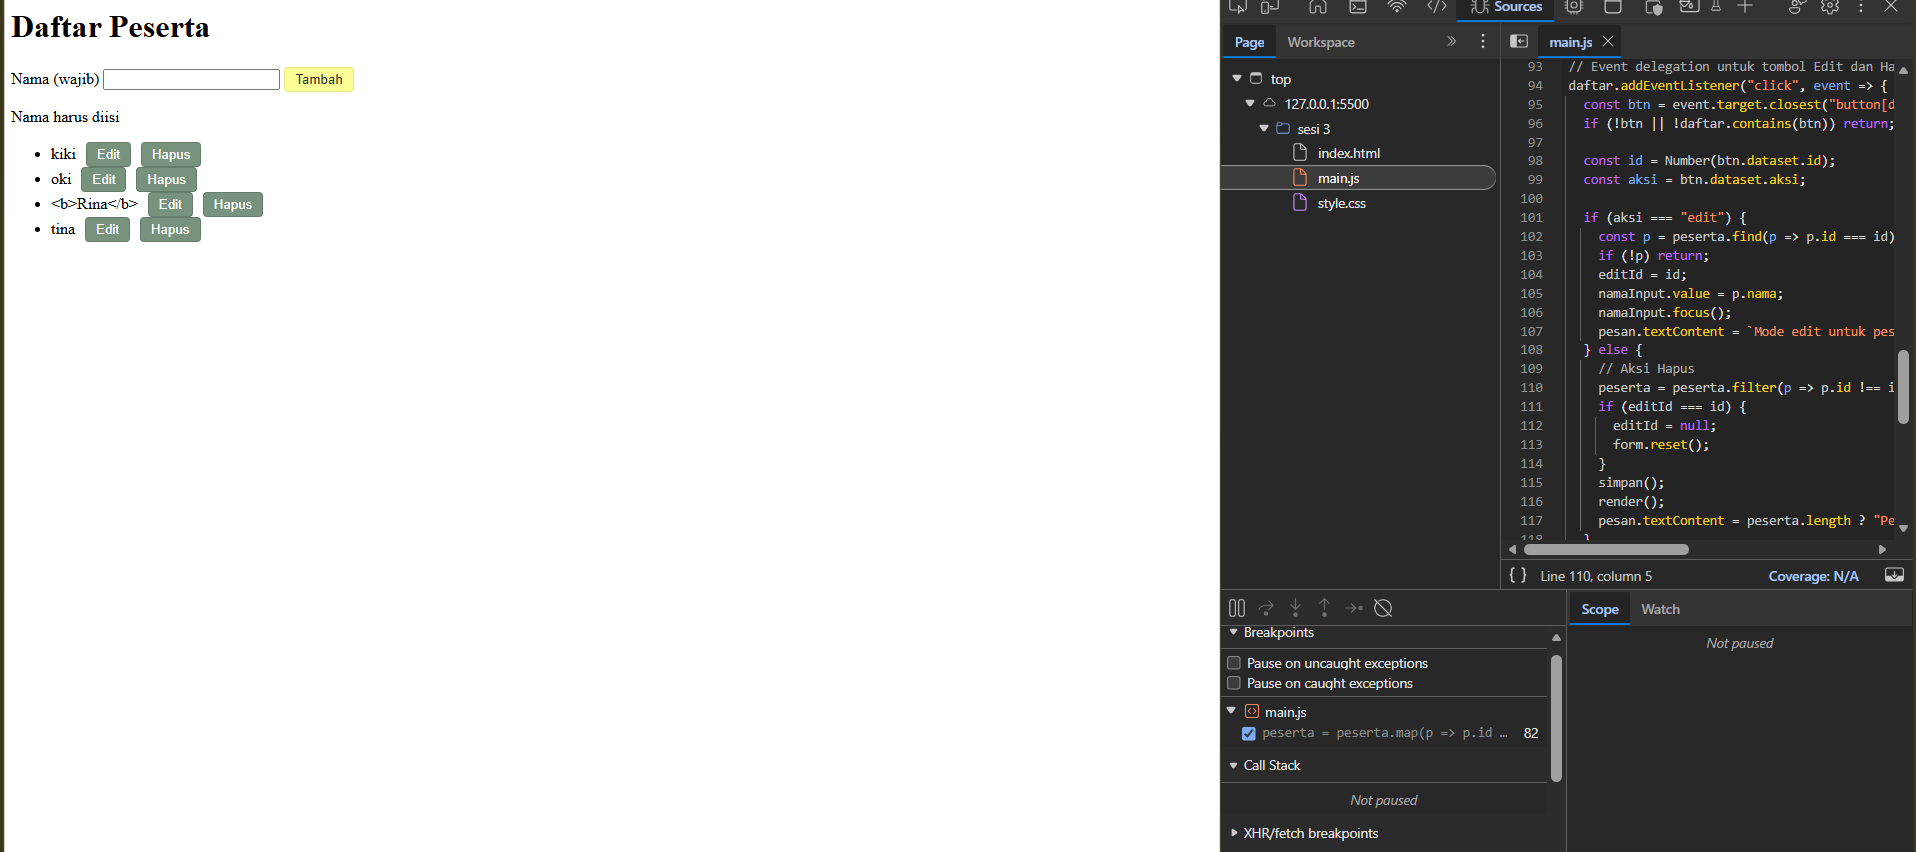 Daftar Peserta
Nama (wajib) Tambah
Nama harus diisi
kiki Edit Hapus
oki Edit Hapus
<b>Rina</b> Edit Hapus
tina Edit Hapus
Sources
Page Workspace
top
127.0.0.1:5500
sesi 3
index.html
main.js
style.css
main.js
93 // Event delegation untuk tombol Edit dan Ha
94 daftar.addEventListener("click", event => {
95 const btn = event.target.closest("button[d
96 if (!btn || !daftar.contains(btn)) return;
97
98 const id = Number(btn.dataset.id);
99 const aksi = btn.dataset.aksi;
100
101 if (aksi === "edit") {
102 const p = peserta.find(p => p.id === id)
103 if (!p) return;
104 editId = id;
105 namaInput.value = p.nama;
106 namaInput.focus();
107 pesan.textContent = `Mode edit untuk pes
108 } else {
109 // Aksi Hapus
110 peserta = peserta.filter(p => p.id !== i
111 if (editId === id) {
112 editId = null;
113 form.reset();
114 }
115 simpan();
116 render();
117 pesan.textContent = peserta.length ? "Pe
118 }
{ } Line 110, column 5 Coverage: N/A
Breakpoints
Pause on uncaught exceptions
Pause on caught exceptions
main.js
peserta = peserta.map(p => p.id … 82
Call Stack
Not paused
XHR/fetch breakpoints
Scope Watch
Not paused